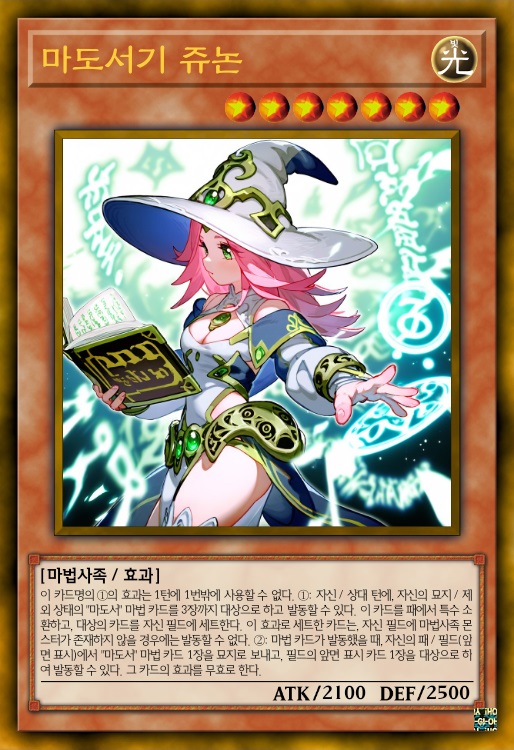 마도서기 쥬논
빛
光
[마법사족 / 효과]
이 카드명의 ①의 효과는 1턴에 1번밖에 사용할 수 없다. ①: 자신 / 상대 턴에, 자신의 묘지 / 제
외 상태의 "마도서" 마법 카드를 3장까지 대상으로 하고 발동할 수 있다. 이 카드를 패에서 특수 소
환하고, 대상의 카드를 자신 필드에 세트한다. 이 효과로 세트한 카드는, 자신 필드에 마법사족 몬
스터가 존재하지 않을 경우에는 발동할 수 없다. ②: 마법 카드가 발동했을 때, 자신의 패 / 필드(앞
면 표시)에서 "마도서" 마법 카드 1장을 묘지로 보내고, 필드의 앞면 표시 카드 1장을 대상으로 하
여 발동할 수 있다. 그 카드의 효과를 무효로 한다.
ATK/2100 DEF/2500